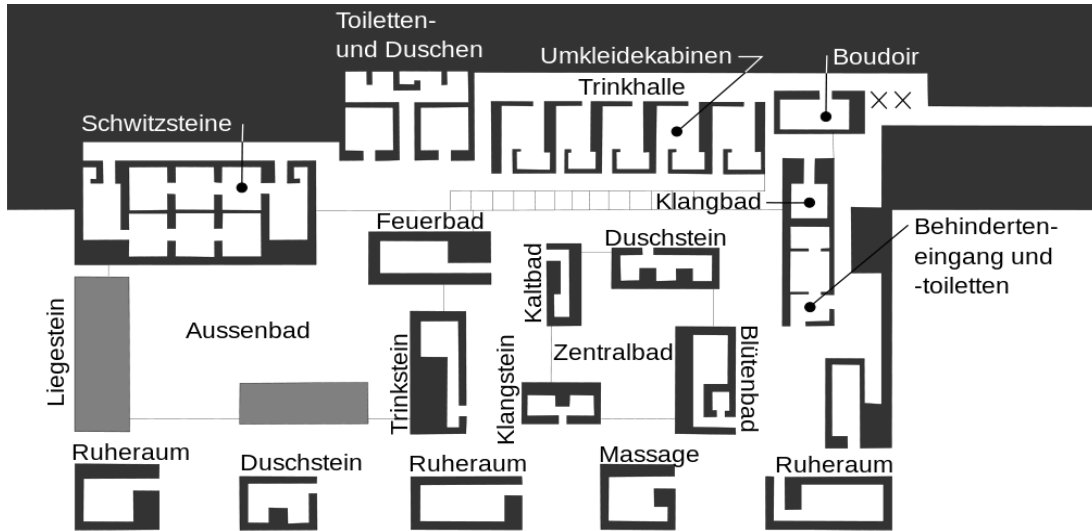 Toiletten-
und Duschen
Umkleidekabinen
Boudoir
Trinkhalle
Schwitzsteine
Klangbad
Feuerbad
Duschstein
Behinderten-
eingang und
-toiletten
Kaltbad
Liegestein
Aussenbad
Trinkstein
Klangstein
Zentralbad
Blütenbad
Ruheraum
Duschstein
Ruheraum
Massage
Ruheraum